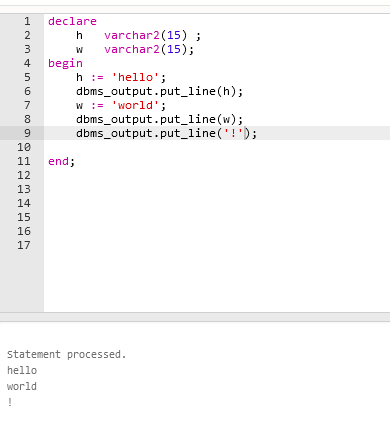 1 declare
2     h   varchar2(15) ;
3     w   varchar2(15);
4 begin
5     h := 'hello';
6     dbms_output.put_line(h);
7     w := 'world';
8     dbms_output.put_line(w);
9     dbms_output.put_line('!');
10
11 end;
12
13
14
15
16
17
Statement processed.
hello
world
!